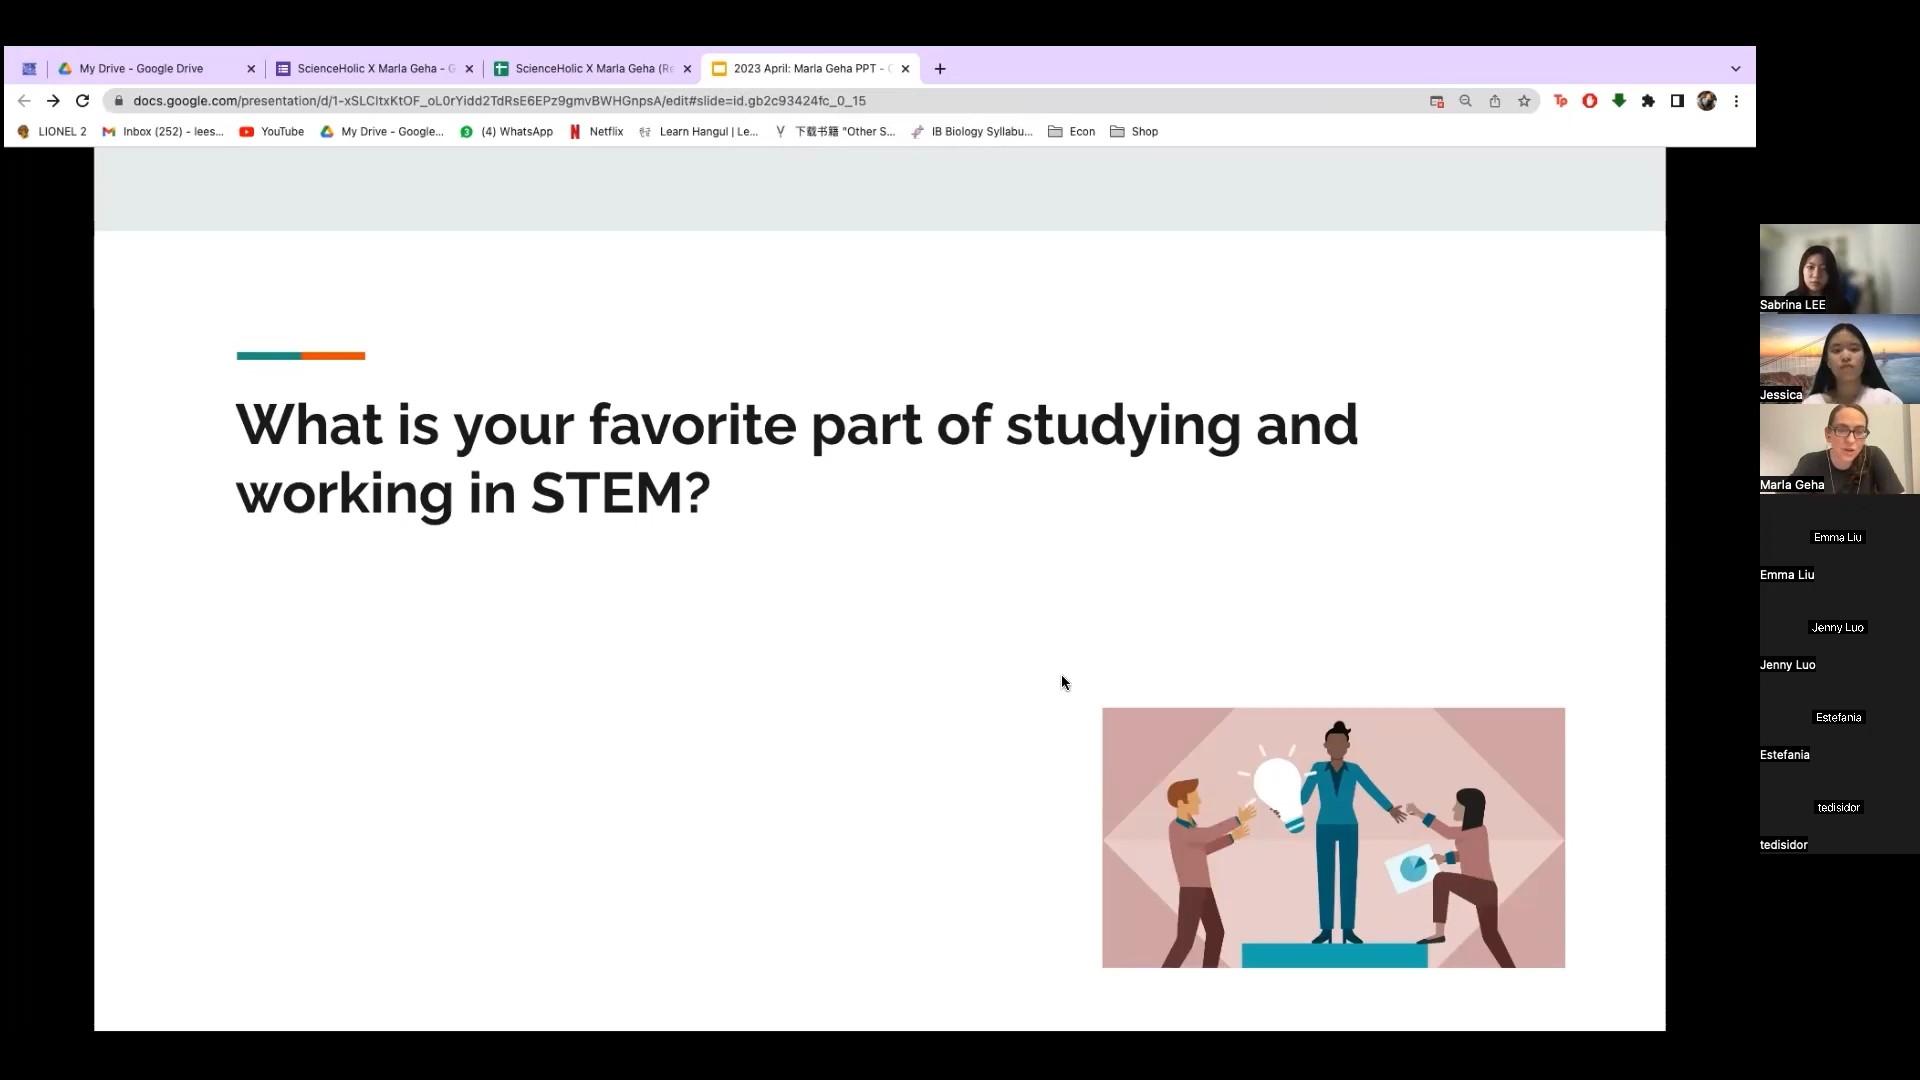 My Drive - Google Drive
ScienceHolic X Marla Geha - G
ScienceHolic X Marla Geha (Re
2023 April: Marla Geha PPT -
docs.google.com/presentation/d/1-xSLCltxKtOF_oL0rYidd2TdRsE6EPz9gmvBWHGnpsA/edit#slide=id.gb2c93424fc_0_15
Tp
LIONEL 2
Inbox (252) - lees...
YouTube
My Drive - Google...
(4) WhatsApp
Netflix
Learn Hangul | Le...
下载书籍 "Other S...
IB Biology Syllabu...
Econ
Shop
What is your favorite part of studying and
working in STEM?
Sabrina LEE
Jessica
Marla Geha
Emma Liu
Emma Liu
Jenny Luo
Jenny Luo
Estefania
Estefania
tedisidor
tedisidor